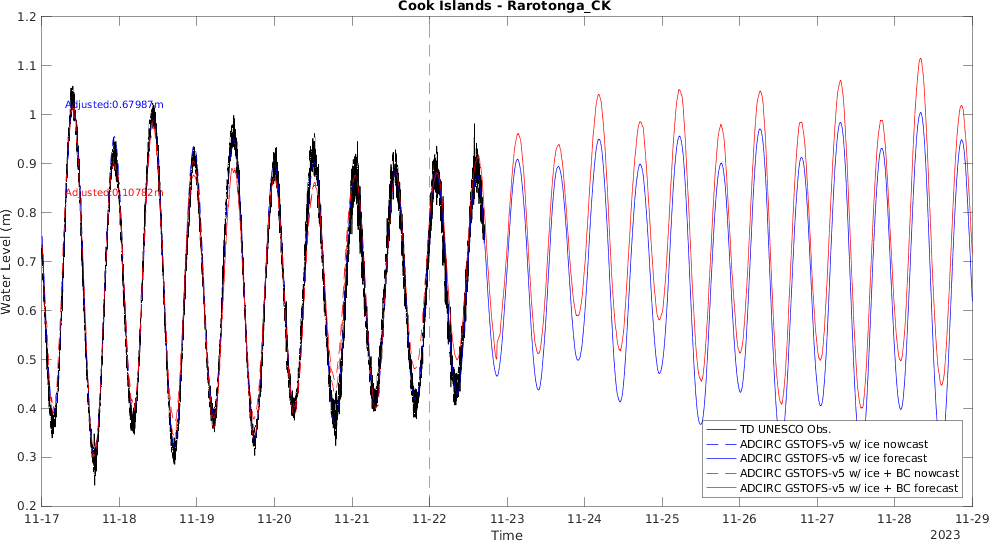 Cook Islands - Rarotonga_CK
1.2
1.1
1
0.9
0.8
0.7
0.6
0.5
0.4
0.3
0.2
Water Level (m)
Adjusted:0.67987m
Adjusted:0.10782m
TD UNESCO Obs.
ADCIRC GSTOFS-v5 w/ ice nowcast
ADCIRC GSTOFS-v5 w/ ice forecast
ADCIRC GSTOFS-v5 w/ ice + BC nowcast
ADCIRC GSTOFS-v5 w/ ice + BC forecast
11-17 11-18 11-19 11-20 11-21 11-22 11-23 11-24 11-25 11-26 11-27 11-28 11-29
Time
2023